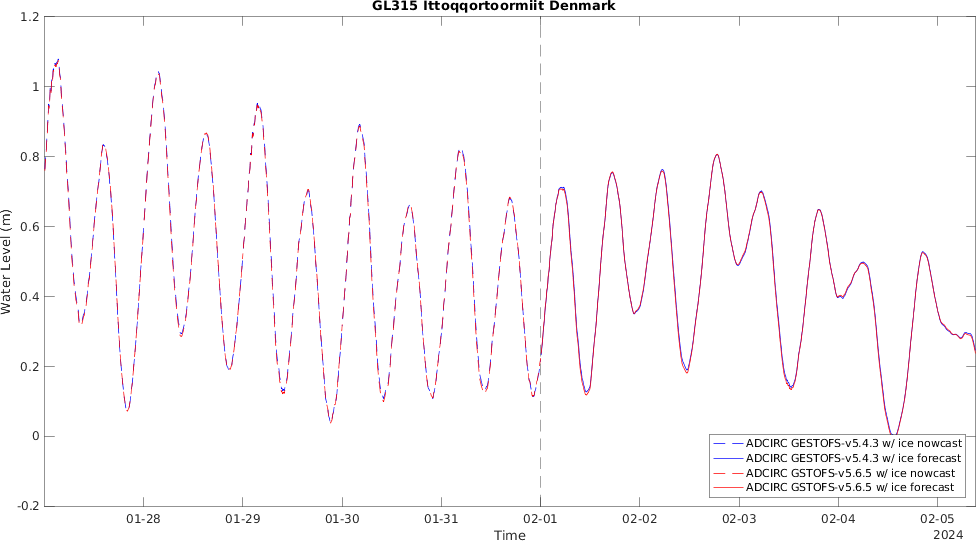 GL315 Ittoqqortoormiit Denmark
1.2
1
0.8
0.6
0.4
0.2
0
-0.2
Water Level (m)
01-28 01-29 01-30 01-31 02-01 02-02 02-03 02-04 02-05
Time
2024
ADCIRC GESTOFS-v5.4.3 w/ ice nowcast
ADCIRC GESTOFS-v5.4.3 w/ ice forecast
ADCIRC GSTOFS-v5.6.5 w/ ice nowcast
ADCIRC GSTOFS-v5.6.5 w/ ice forecast